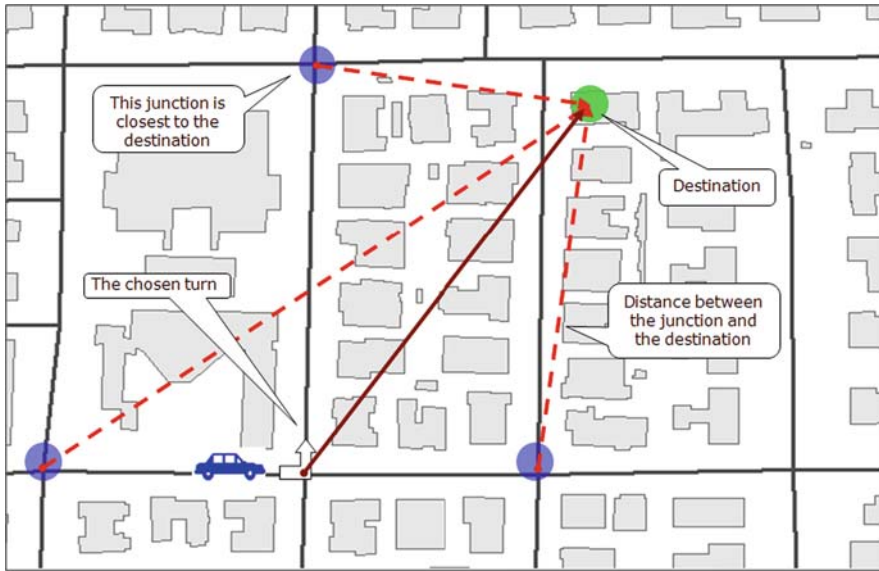 This junction is
closest to the
destination
Destination
The chosen turn
Distance between
the junction and
the destination